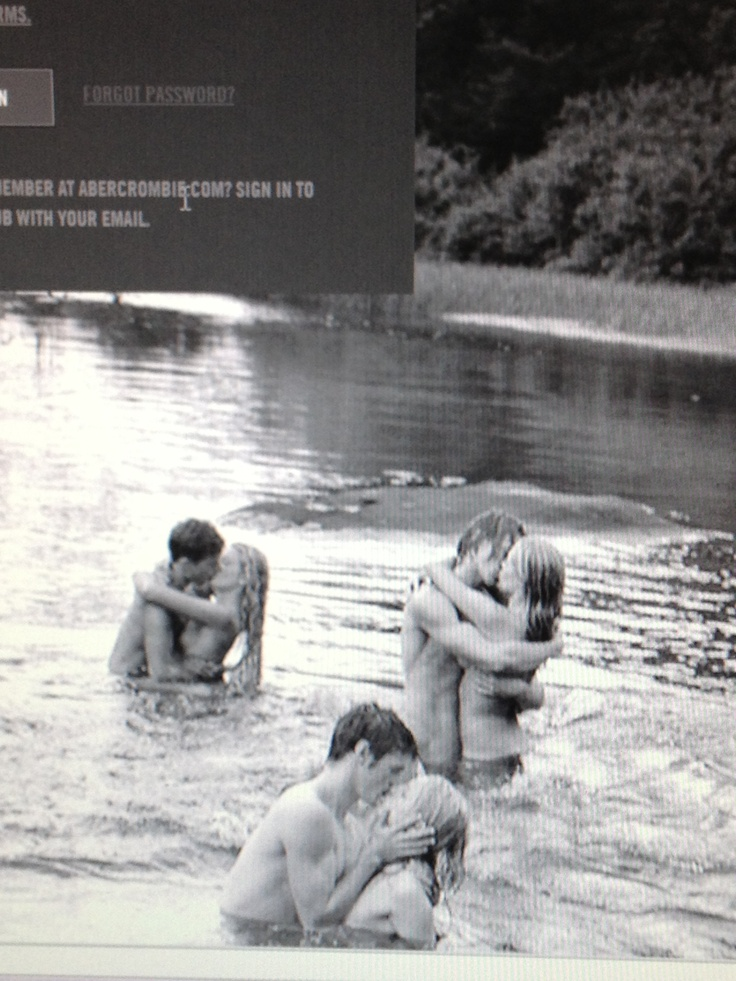 RMS.
N
FORGOT PASSWORD?
EMBER AT ABERCROMBIE.COM? SIGN IN TO
B WITH YOUR EMAIL.